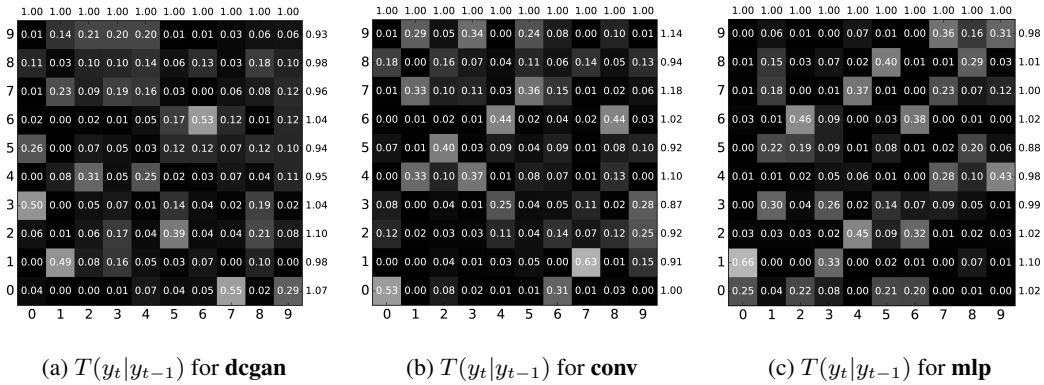 1.00 1.00 1.00 1.00 1.00 1.00 1.00 1.00 1.00 1.00
9 0.01 0.14 0.21 0.20 0.20 0.01 0.01 0.03 0.06 0.06 0.93
8 0.11 0.03 0.10 0.10 0.14 0.06 0.13 0.03 0.18 0.10 0.98
7 0.01 0.23 0.09 0.19 0.16 0.03 0.00 0.06 0.08 0.12 0.96
6 0.02 0.00 0.02 0.01 0.05 0.17 0.53 0.12 0.01 0.12 1.04
5 0.26 0.00 0.07 0.05 0.03 0.12 0.12 0.07 0.12 0.10 0.94
4 0.00 0.08 0.31 0.05 0.25 0.02 0.03 0.07 0.04 0.11 0.95
3 0.50 0.00 0.05 0.07 0.01 0.14 0.04 0.02 0.19 0.02 1.04
2 0.06 0.01 0.06 0.17 0.04 0.39 0.04 0.04 0.21 0.08 1.10
1 0.00 0.49 0.08 0.16 0.05 0.03 0.07 0.00 0.08 0.00 0.98
0 0.04 0.00 0.01 0.00 0.07 0.04 0.05 0.55 0.02 0.29 1.07
0 1 2 3 4 5 6 7 8 9
(a) T(y_t|y_{t−1}) for dcgan
1.00 1.00 1.00 1.00 1.00 1.00 1.00 1.00 1.00 1.00
9 0.01 0.29 0.05 0.34 0.00 0.24 0.08 0.00 0.10 0.01 1.14
8 0.18 0.00 0.16 0.07 0.04 0.11 0.06 0.14 0.05 0.13 0.94
7 0.01 0.33 0.10 0.11 0.03 0.36 0.15 0.01 0.06 0.02 1.18
6 0.00 0.00 0.02 0.04 0.44 0.02 0.02 0.00 0.44 0.03 1.02
5 0.07 0.01 0.40 0.03 0.09 0.10 0.10 0.01 0.08 0.02 0.92
4 0.01 0.33 0.10 0.37 0.00 0.12 0.04 0.00 0.13 0.00 1.10
3 0.08 0.00 0.04 0.01 0.25 0.04 0.05 0.11 0.02 0.28 0.87
2 0.12 0.02 0.03 0.03 0.11 0.04 0.14 0.07 0.12 0.25 0.92
1 0.00 0.01 0.04 0.00 0.04 0.01 0.04 0.63 0.01 0.15 0.91
0 0.53 0.00 0.08 0.02 0.01 0.01 0.31 0.03 0.00 0.00 1.00
0 1 2 3 4 5 6 7 8 9
(b) T(y_t|y_{t−1}) for conv
1.00 1.00 1.00 1.00 1.00 1.00 1.00 1.00 1.00 1.00
9 0.00 0.06 0.01 0.00 0.07 0.01 0.00 0.36 0.16 0.31 0.98
8 0.01 0.15 0.03 0.07 0.02 0.40 0.01 0.01 0.29 0.03 1.01
7 0.01 0.18 0.00 0.01 0.37 0.01 0.00 0.23 0.07 0.12 1.00
6 0.03 0.01 0.46 0.09 0.00 0.03 0.38 0.01 0.01 0.00 1.02
5 0.00 0.22 0.19 0.09 0.01 0.08 0.01 0.02 0.20 0.06 0.88
4 0.01 0.01 0.02 0.05 0.06 0.01 0.00 0.28 0.10 0.43 0.98
3 0.00 0.30 0.04 0.26 0.02 0.14 0.07 0.09 0.05 0.01 0.99
2 0.03 0.03 0.03 0.04 0.45 0.09 0.32 0.00 0.01 0.02 1.02
1 0.66 0.00 0.00 0.33 0.00 0.02 0.00 0.01 0.07 0.01 1.10
0 0.25 0.04 0.22 0.08 0.00 0.21 0.20 0.00 0.01 0.00 1.02
0 1 2 3 4 5 6 7 8 9
(c) T(y_t|y_{t−1}) for mlp